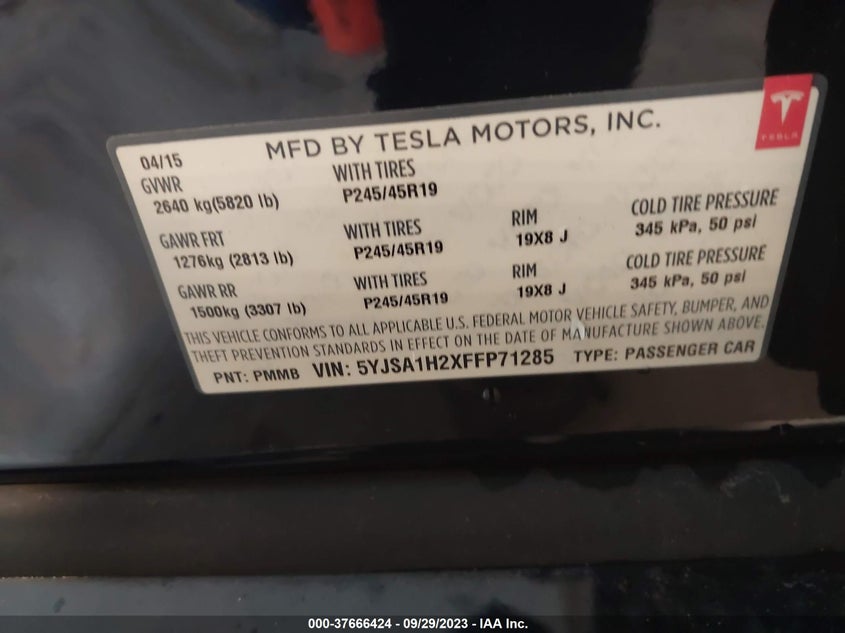 MFD BY TESLA MOTORS, INC.
TESLA
04/15
GVWR
2640 kg(5820 lb)
WITH TIRES
P245/45R19
GAWR FRT
1276kg (2813 lb)
WITH TIRES
P245/45R19
RIM
19X8 J
COLD TIRE PRESSURE
345 kPa, 50 psi
GAWR RR
1500kg (3307 lb)
WITH TIRES
P245/45R19
RIM
19X8 J
COLD TIRE PRESSURE
345 kPa, 50 psi
THIS VEHICLE CONFORMS TO ALL APPLICABLE U.S. FEDERAL MOTOR VEHICLE SAFETY, BUMPER, AND
THEFT PREVENTION STANDARDS IN EFFECT ON THE DATE OF MANUFACTURE SHOWN ABOVE.
PNT: PMMB VIN: 5YJSA1H2XFFP71285 TYPE: PASSENGER CAR
000-37666424 - 09/29/2023 - IAA Inc.